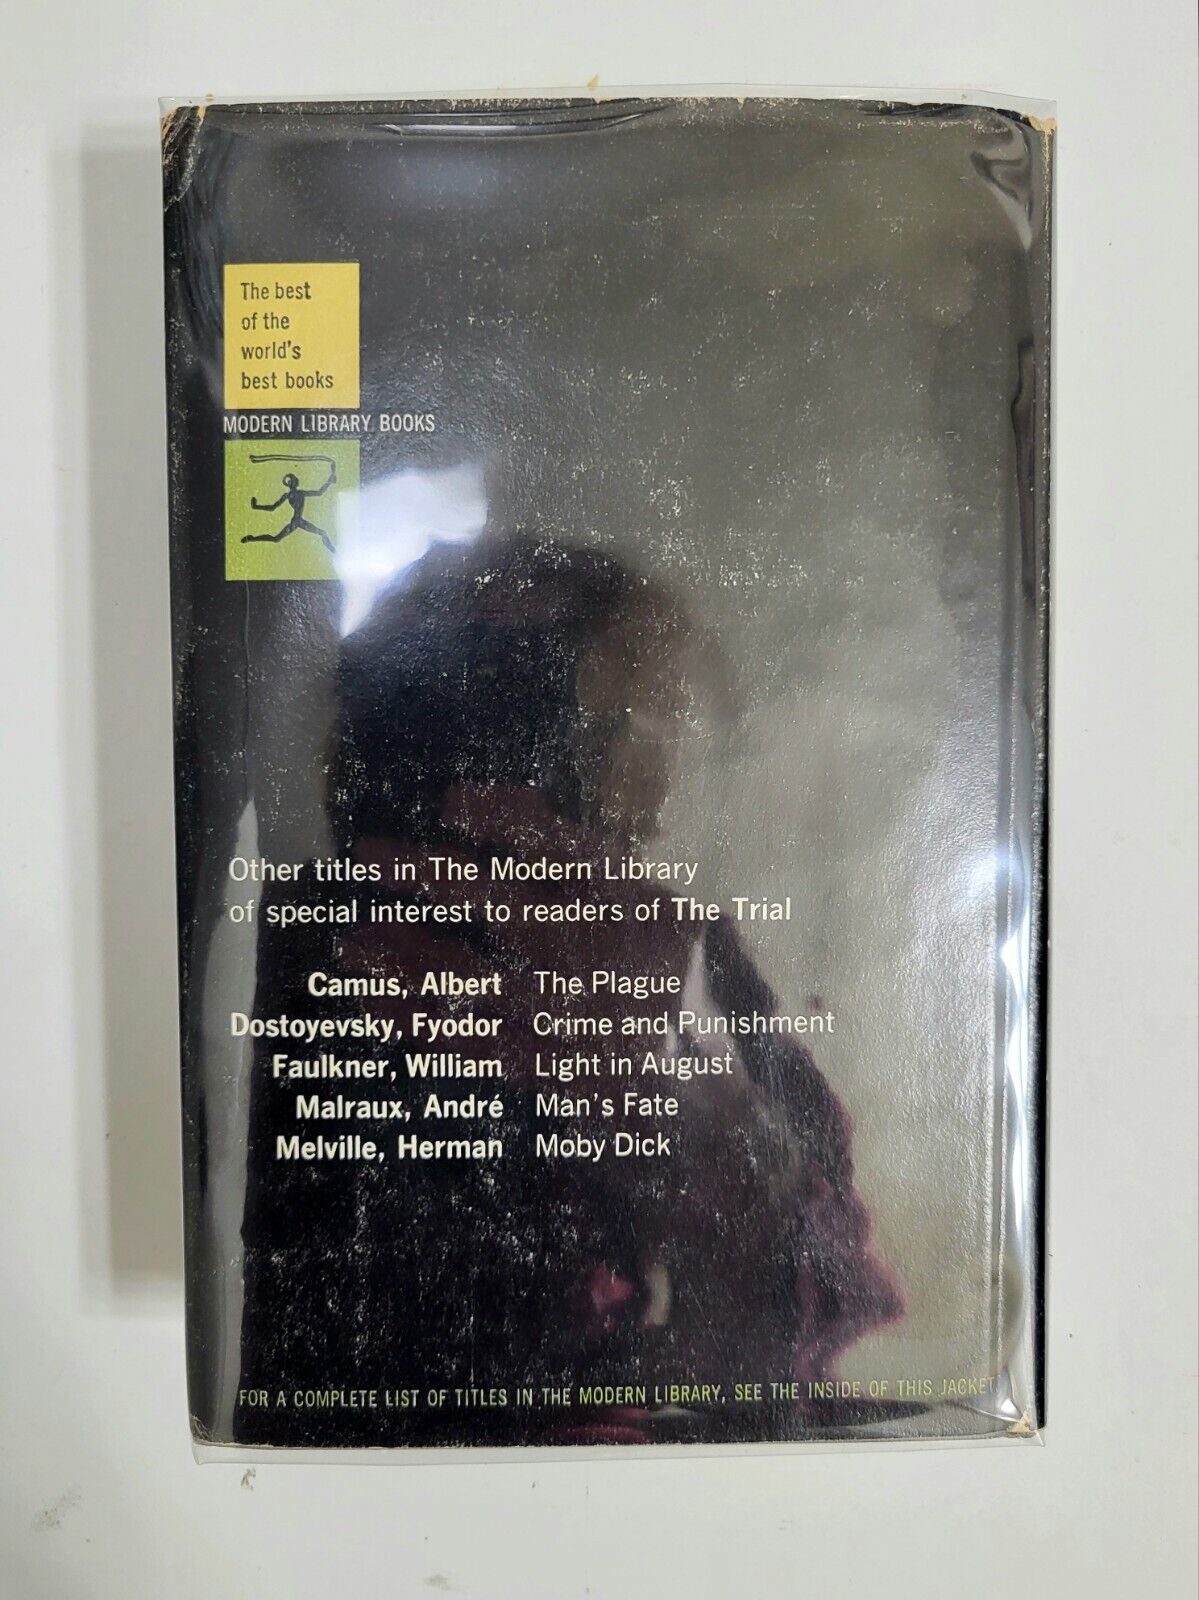 The best
of the
world's
best books
MODERN LIBRARY BOOKS
Other titles in The Modern Library
of special interest to readers of The Trial
Camus, Albert The Plague
Dostoyevsky, Fyodor Crime and Punishment
Faulkner, William Light in August
Malraux, André Man's Fate
Melville, Herman Moby Dick
FOR A COMPLETE LIST OF TITLES IN THE MODERN LIBRARY, SEE THE INSIDE OF THIS JACKET